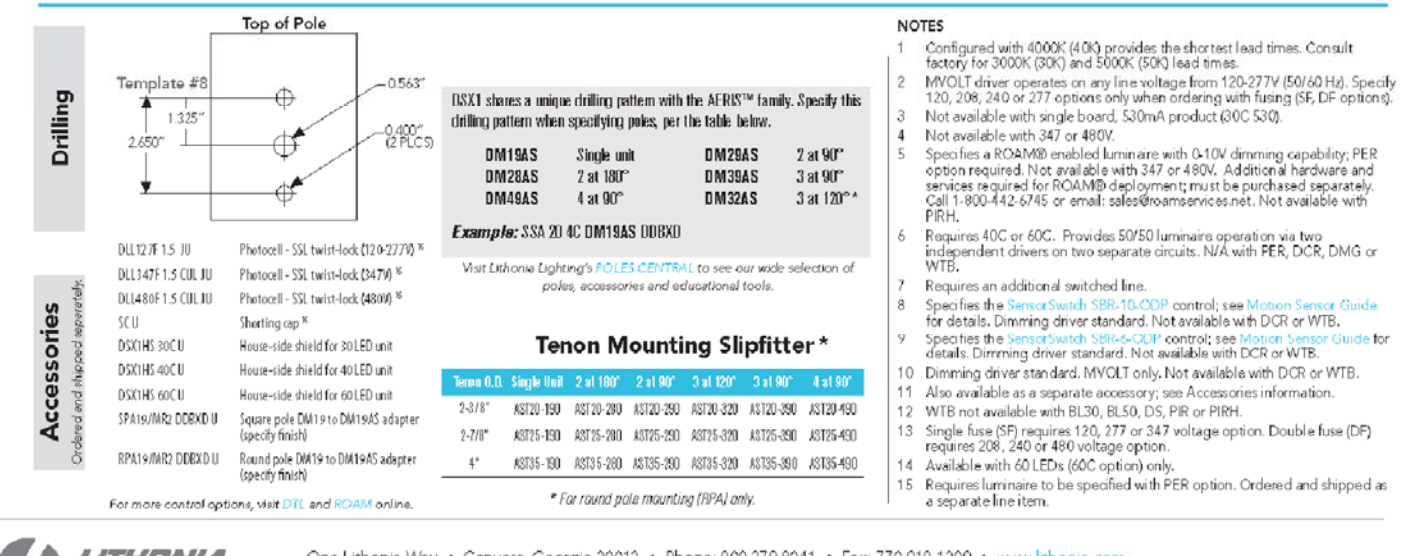 Top of Pole
Drilling
Template #8
0.563"
1.325"
2.650"
0.400"
(2 PLCS)
DSX1 shares a unique drilling pattern with the AERIS™ family. Specify this
drilling pattern when specifying poles, per the table below.
DM19AS Single unit DM29AS 2 at 90°
DM28AS 2 at 180° DM39AS 3 at 90°
DM49AS 4 at 90° DM32AS 3 at 120°*
Example: SSA 20 4C DM19AS DDBXD
Visit Lithonia Lighting's POLES CENTRAL to see our wide selection of
poles, accessories and educational tools.
Accessories
Ordered and shipped separately.
DLL127F 1.5 JU Photocell - SSL twist-lock (120-277V) 15
DLL347F 1.5 CUL JU Photocell - SSL twist-lock (347V) 15
DLL480F 1.5 CUL JU Photocell - SSL twist-lock (480V) 15
SC U Shorting cap 15
DSX1HS 30C U House-side shield for 30 LED unit
DSX1HS 40C U House-side shield for 40 LED unit
DSX1HS 60C U House-side shield for 60 LED unit
SPA19/MR2 DDBXD U Square pole DM19 to DM19AS adapter
(specify finish)
RPA19/MR2 DDBXD U Round pole DM19 to DM19AS adapter
(specify finish)
For more control options, visit DTL and ROAM online.
Tenon Mounting Slipfitter *
Tenon O.D. Single Unit 2 at 180° 2 at 90° 3 at 120° 3 at 90° 4 at 90°
2-3/8" AST20-190 AST20-280 AST20-290 AST20-320 AST20-390 AST20-490
2-7/8" AST25-190 AST25-280 AST25-290 AST25-320 AST25-390 AST25-490
4" AST35-190 AST35-280 AST35-290 AST35-320 AST35-390 AST35-490
* For round pole mounting (RPA) only.
NOTES
1 Configured with 4000K (40K) provides the shortest lead times. Consult
factory for 3000K (30K) and 5000K (50K) lead times.
2 MVOLT driver operates on any line voltage from 120-277V (50/60 Hz). Specify
120, 208, 240 or 277 options only when ordering with fusing (SF, DF options).
3 Not available with single board, 530mA product (30C 530).
4 Not available with 347 or 480V.
5 Specifies a ROAM® enabled luminaire with 0-10V dimming capability; PER
option required. Not available with 347 or 480V. Additional hardware and
services required for ROAM® deployment; must be purchased separately.
Call 1-800-442-6745 or email: sales@roamservices.net. Not available with
PIRH.
6 Requires 40C or 60C. Provides 50/50 luminaire operation via two
independent drivers on two separate circuits. N/A with PER, DCR, DMG or
WTB.
7 Requires an additional switched line.
8 Specifies the SensorSwitch SBR-10-ODP control; see Motion Sensor Guide
for details. Dimming driver standard. Not available with DCR or WTB.
9 Specifies the SensorSwitch SBR-6-ODP control; see Motion Sensor Guide for
details. Dimming driver standard. Not available with DCR or WTB.
10 Dimming driver standard. MVOLT only. Not available with DCR or WTB.
11 Also available as a separate accessory; see Accessories information.
12 WTB not available with BL30, BL50, DS, PIR or PIRH.
13 Single fuse (SF) requires 120, 277 or 347 voltage option. Double fuse (DF)
requires 208, 240 or 480 voltage option.
14 Available with 60 LEDs (60C option) only.
15 Requires luminaire to be specified with PER option. Ordered and shipped as
a separate line item.
LITHONIA
One Lithonia Way • Conyers, Georgia 30012 • Phone: 800.279.8041 •